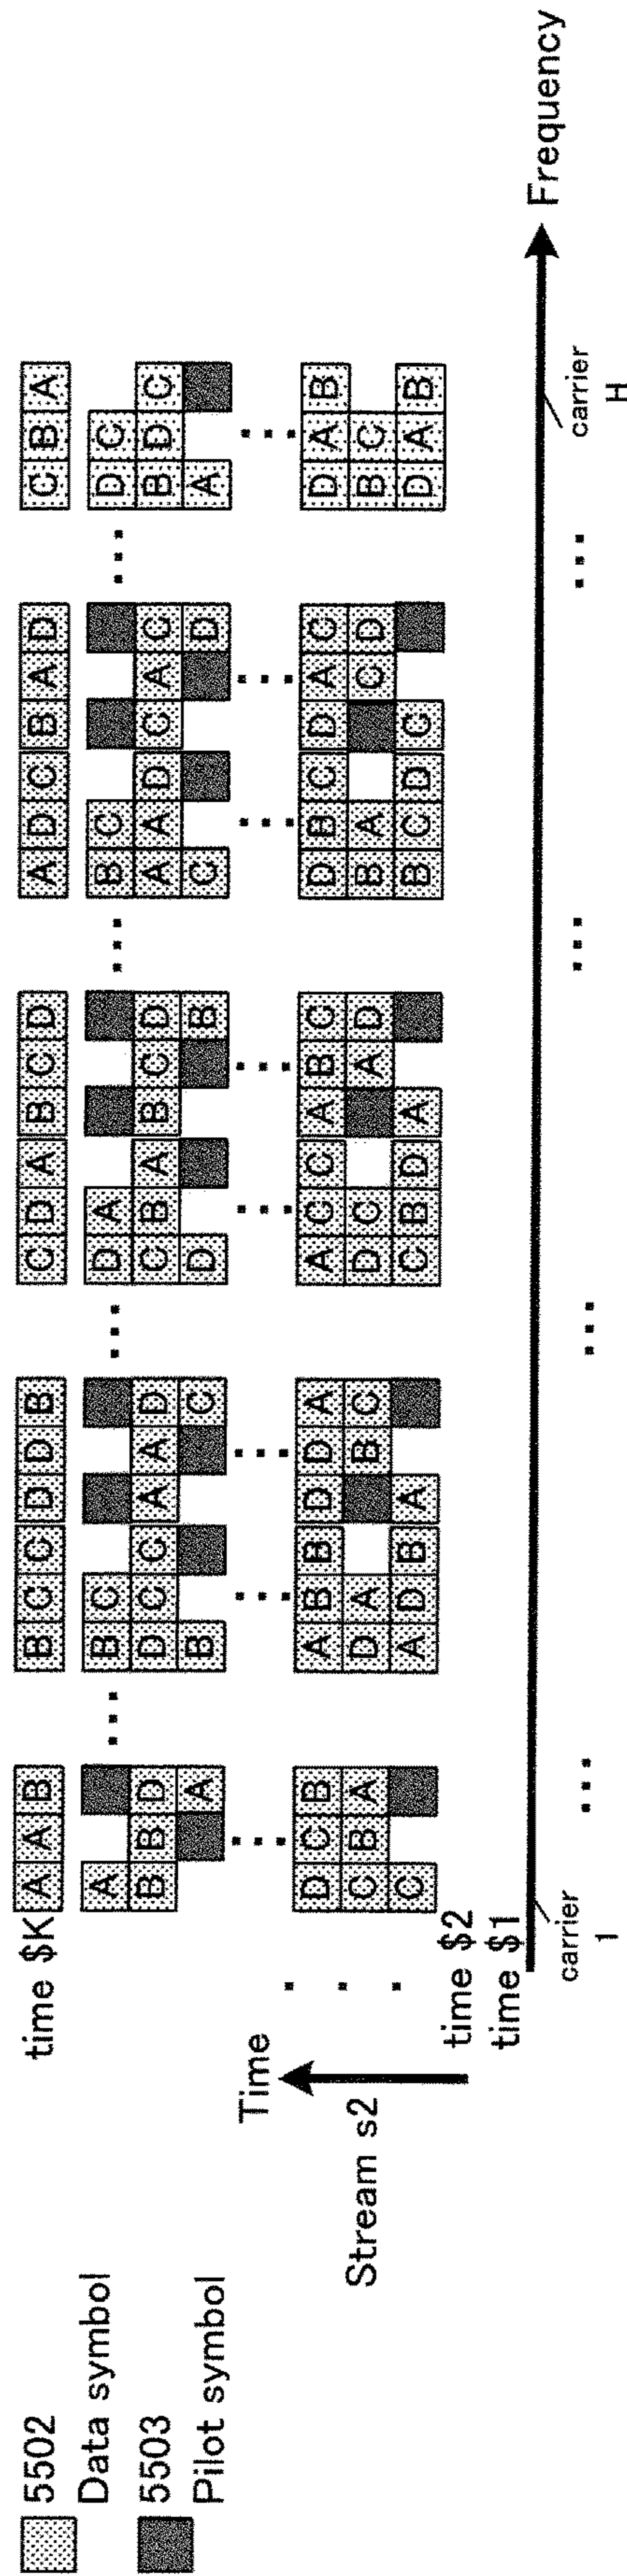 5502
Data symbol
5503
Pilot symbol
time $K A A B B C C D D B C D A B C D A D C B A D C B A
A B C D A B C D C
B B D D C C A A D C B A B C D A A D C A C B D C
A B C D B C D A
Time
D C B A B B D D A A C C A B C D B C D A C D A B
C B A D A B C D C A D B A C D B C
C A D B A C B D A B C D C D A B
Stream s2
time $2
time $1
Frequency
carrier
1
carrier
H